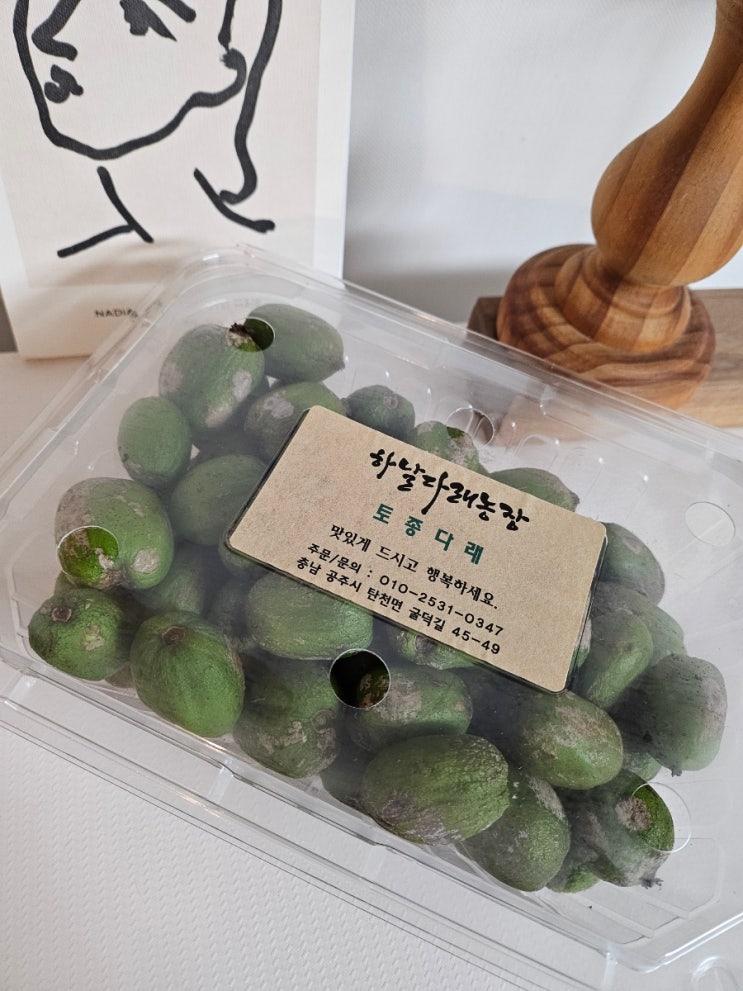 NADIA
하날다래농장
토종다래
맛있게 드시고 행복하세요.
주문/문의 : 010-2531-0347
충남 공주시 탄천면 굴덕길 45-49